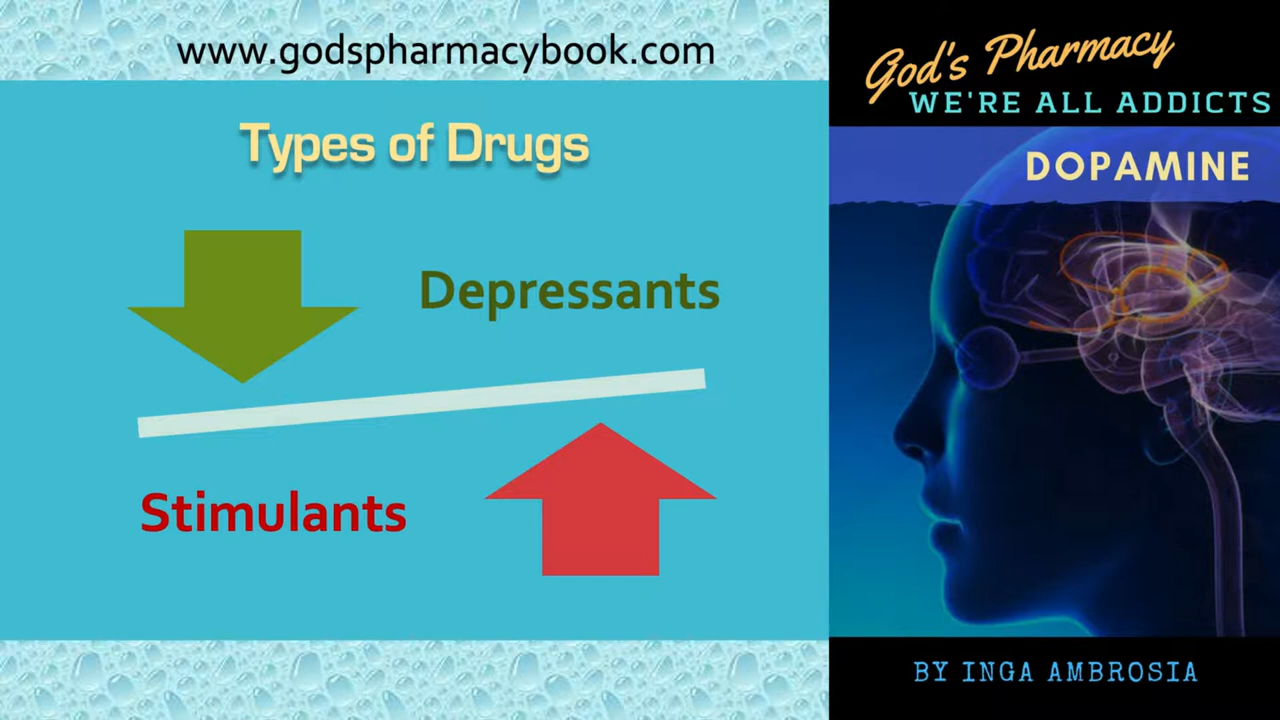 www.godspharmacybook.com
Types of Drugs
Depressants
Stimulants
God's Pharmacy
WE'RE ALL ADDICTS
DOPAMINE
BY INGA AMBROSIA